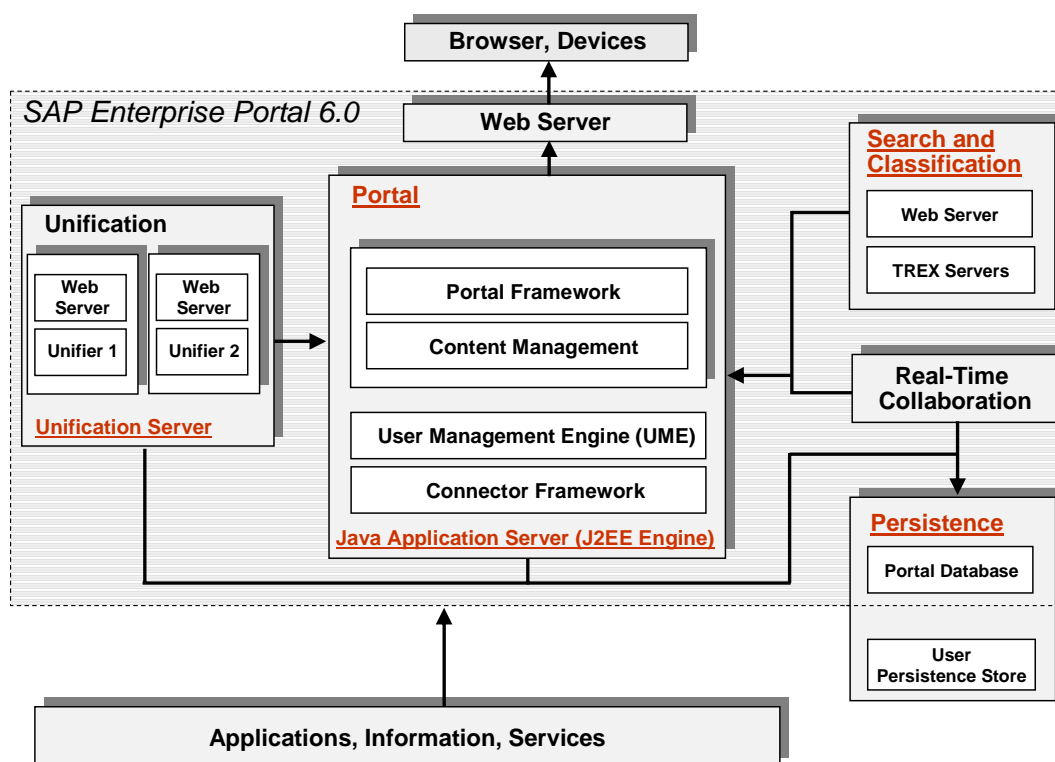 Browser, Devices
SAP Enterprise Portal 6.0
Web Server
Search and
Classification
Web Server
TREX Servers
Portal
Portal Framework
Content Management
User Management Engine (UME)
Connector Framework
Java Application Server (J2EE Engine)
Unification
Web
Server
Unifier 1
Web
Server
Unifier 2
Unification Server
Real-Time
Collaboration
Persistence
Portal Database
User
Persistence Store
Applications, Information, Services